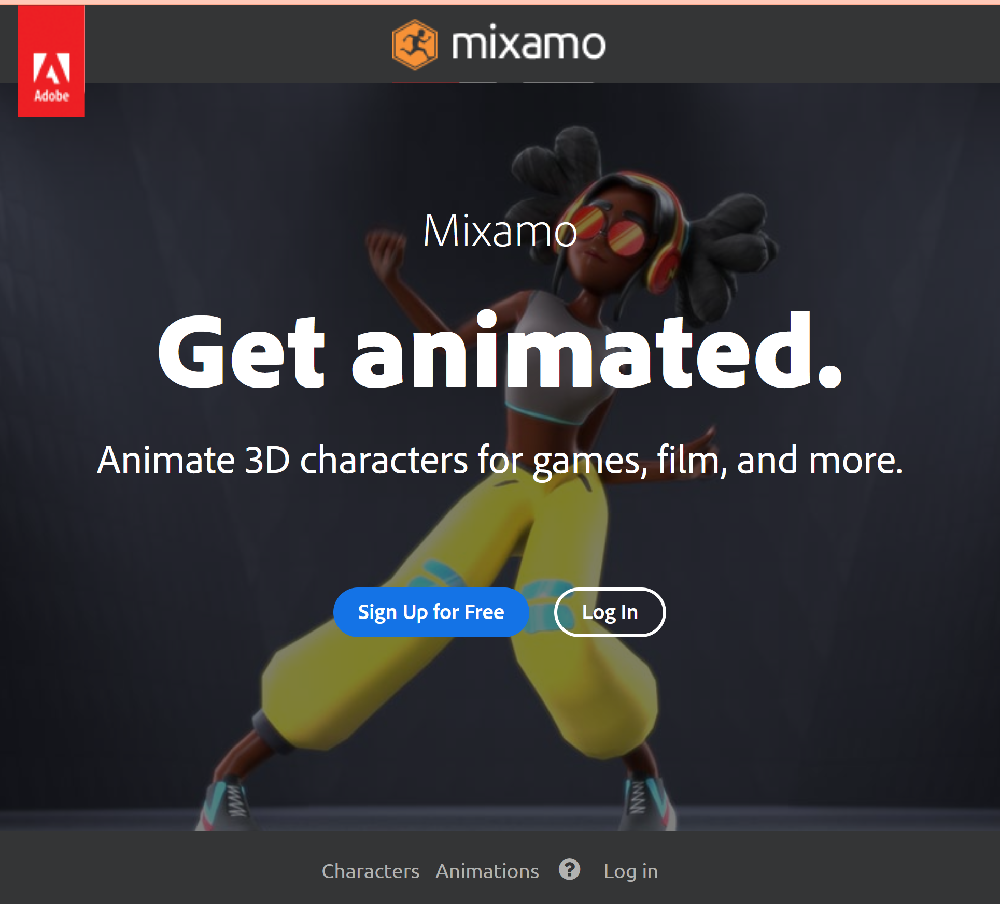 Adobe
mixamo
Mixamo
Get animated.
Animate 3D characters for games, film, and more.
Sign Up for Free
Log In
Characters Animations ? Log in